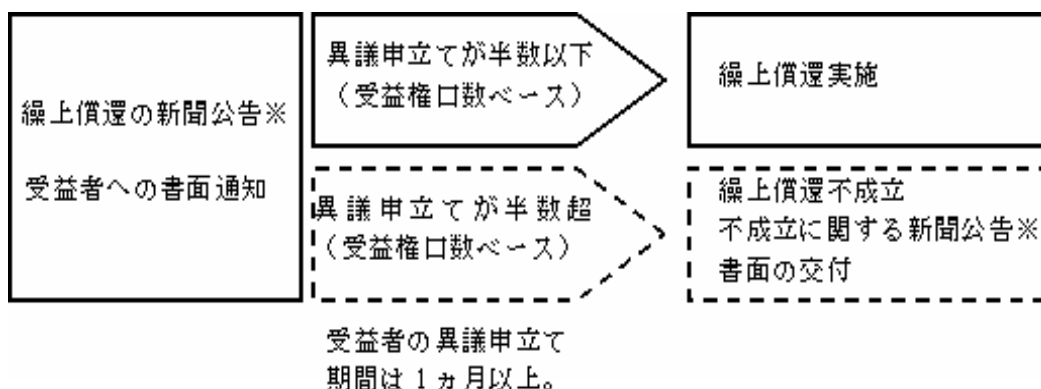 繰上償還の新聞公告※
受益者への書面通知
異議申立てが半数以下
（受益権口数ベース）
繰上償還実施
異議申立てが半数超
（受益権口数ベース）
繰上償還不成立
不成立に関する新聞公告※
書面の交付
受益者の異議申立て
期間は１ヵ月以上。